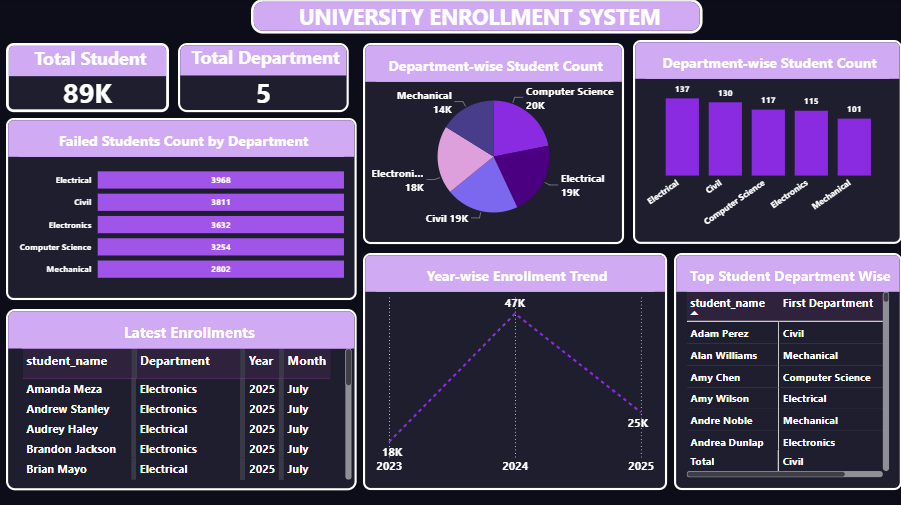 UNIVERSITY ENROLLMENT SYSTEM
Total Student
89K
Total Department
5
Failed Students Count by Department
Electrical 3968
Civil 3811
Electronics 3632
Computer Science 3254
Mechanical 2802
Department-wise Student Count
Computer Science
20K
Electrical
19K
Civil 19K
Electroni...
18K
Mechanical
14K
Department-wise Student Count
137 130 117 115 101
Electrical Civil Computer Science Electronics Mechanical
Latest Enrollments
student_name Department Year Month
Amanda Meza Electronics 2025 July
Andrew Stanley Electronics 2025 July
Audrey Haley Electrical 2025 July
Brandon Jackson Electronics 2025 July
Brian Mayo Electrical 2025 July
Year-wise Enrollment Trend
47K
25K
18K
2023 2024 2025
Top Student Department Wise
student_name First Department
Adam Perez Civil
Alan Williams Mechanical
Amy Chen Computer Science
Amy Wilson Electrical
Andre Noble Mechanical
Andrea Dunlap Electronics
Total Civil